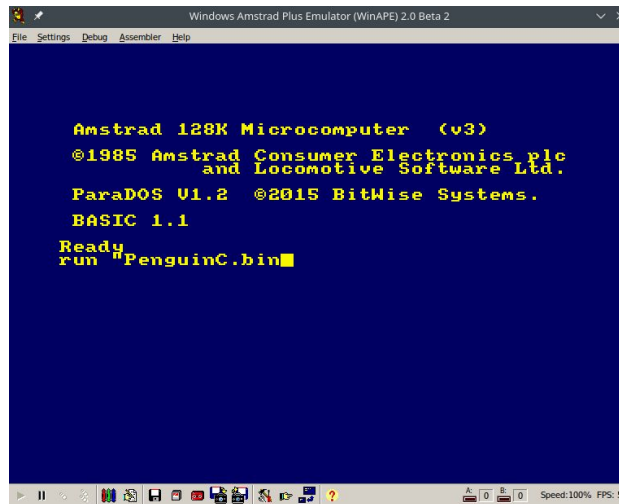 Windows Amstrad Plus Emulator (WinAPE) 2.0 Beta 2
File Settings Debug Assembler Help
Amstrad 128K Microcomputer (v3)
©1985 Amstrad Consumer Electronics plc
and Locomotive Software Ltd.
ParaDOS V1.2 ©2015 BitWise Systems.
BASIC 1.1
Ready
run "PenguinC.bin
A: 0 B: 0 Speed:100% FPS: